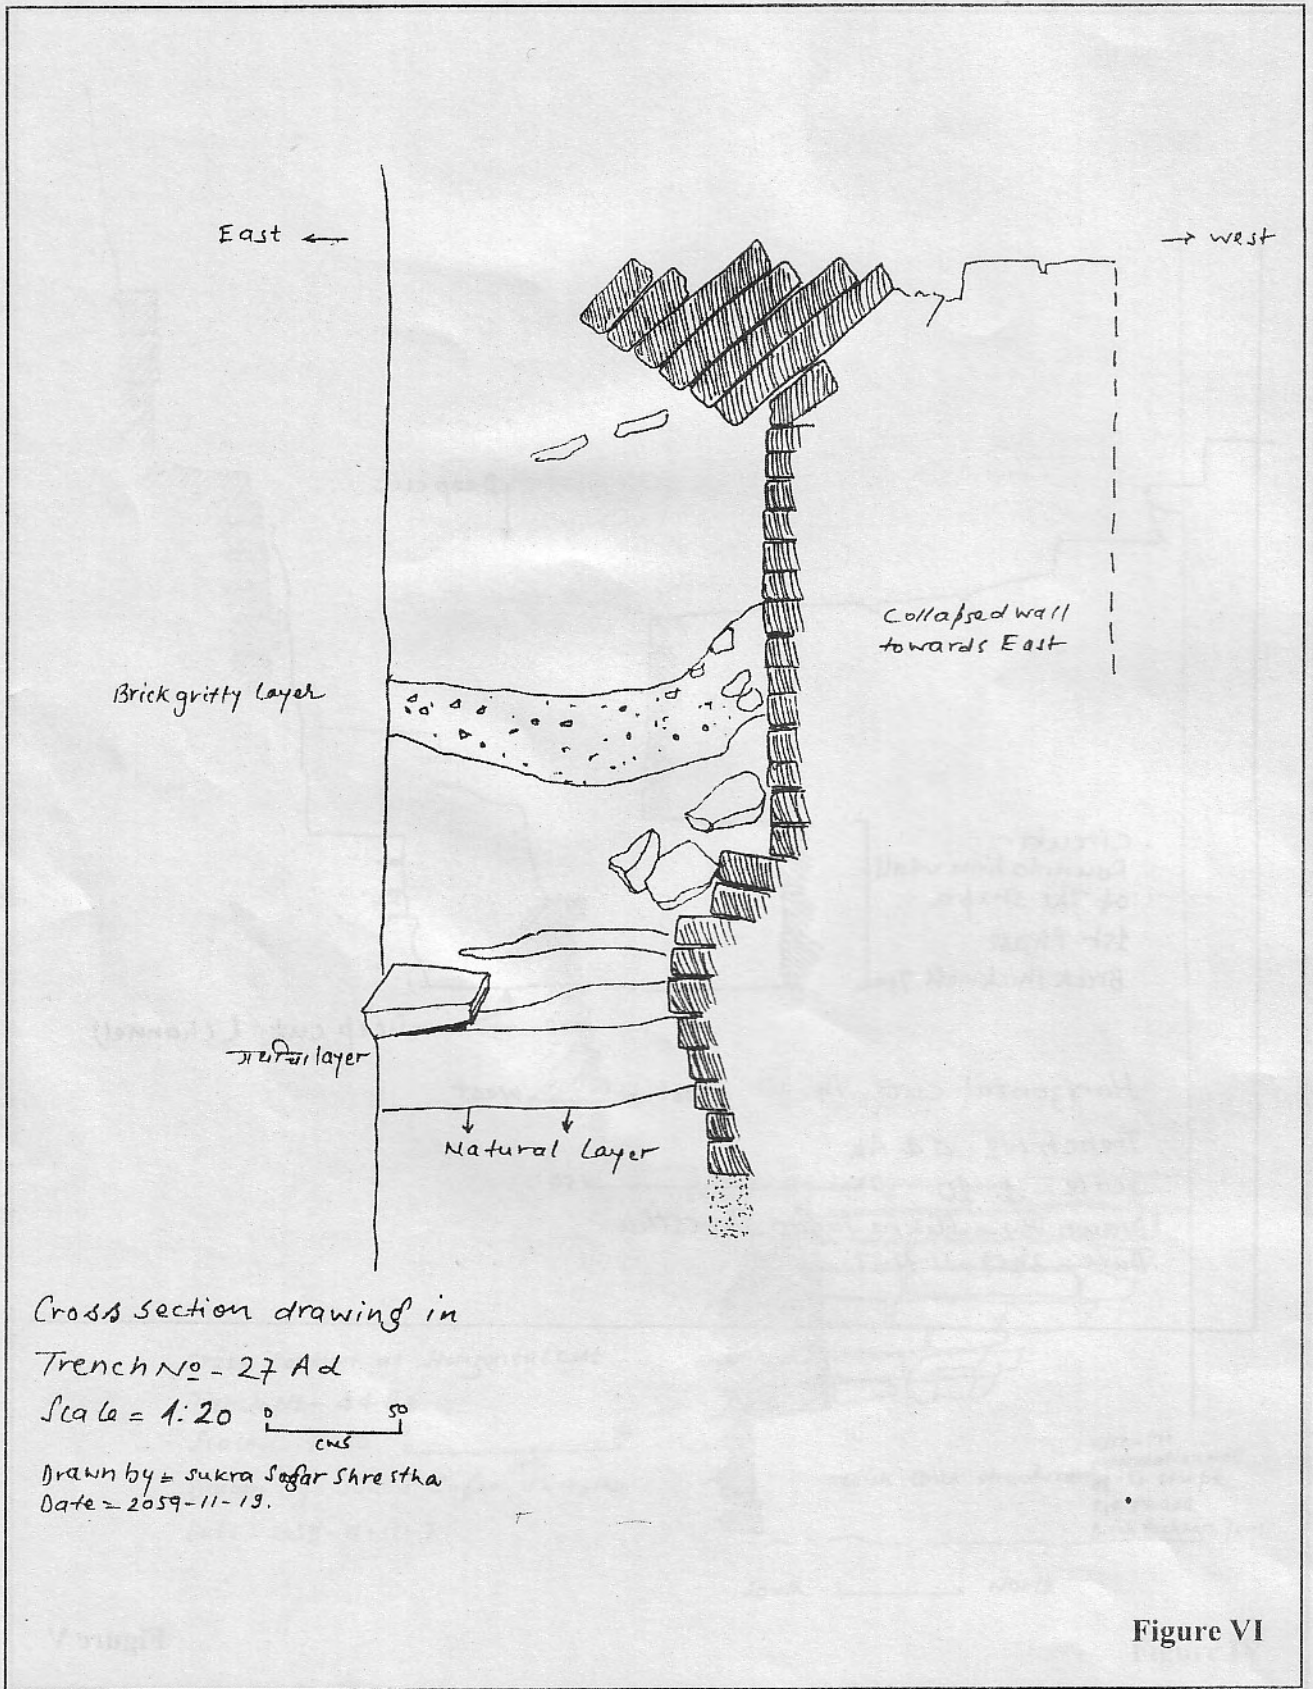 East ←
→ west
Collapsed wall
towards East
Brick gritty layer
layer
Natural Layer
Cross section drawing in
Trench No - 27 Ad
Scale = 1:20 0 50
cms
Drawn by = Sukra Sagar Shrestha
Date = 2059-11-19.
Figure VI